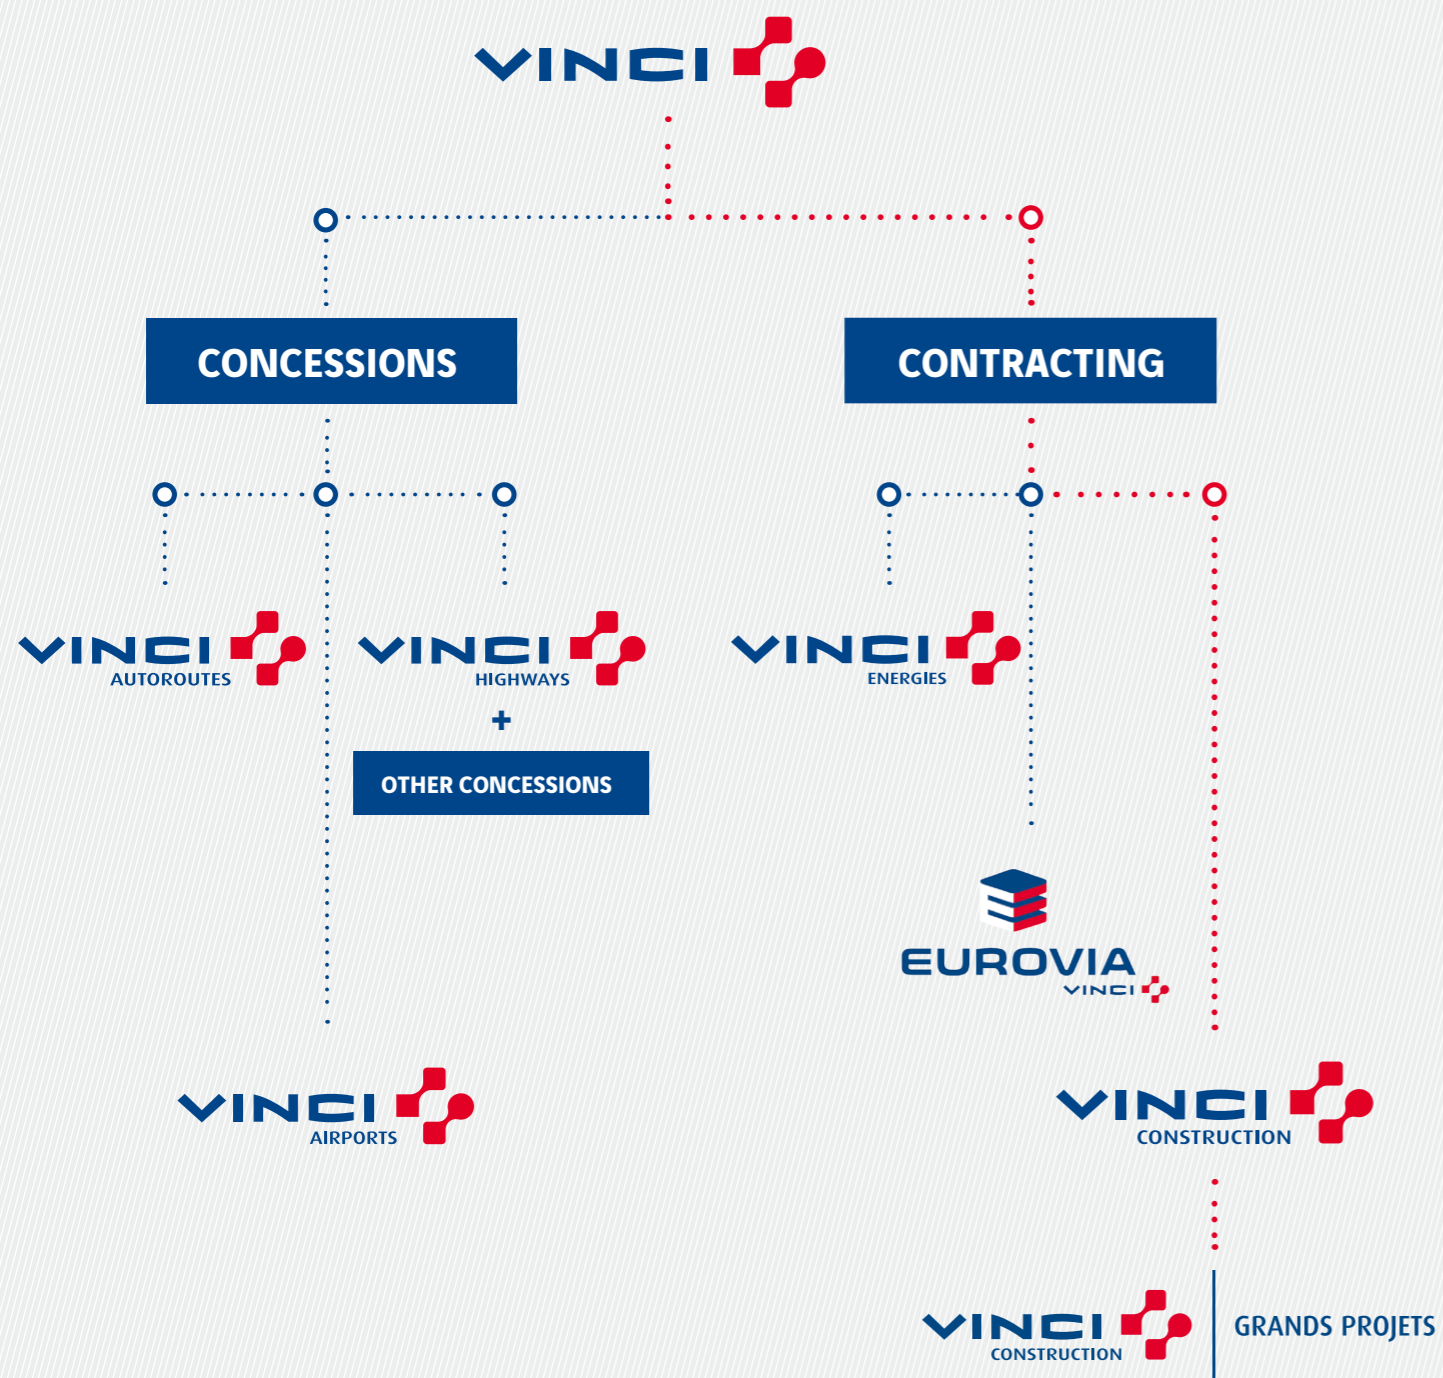 VINCI
CONCESSIONS
CONTRACTING
VINCI
AUTOROUTES
VINCI
HIGHWAYS
+
OTHER CONCESSIONS
VINCI
ENERGIES
EUROVIA
VINCI
VINCI
AIRPORTS
VINCI
CONSTRUCTION
VINCI
CONSTRUCTION
GRANDS PROJETS